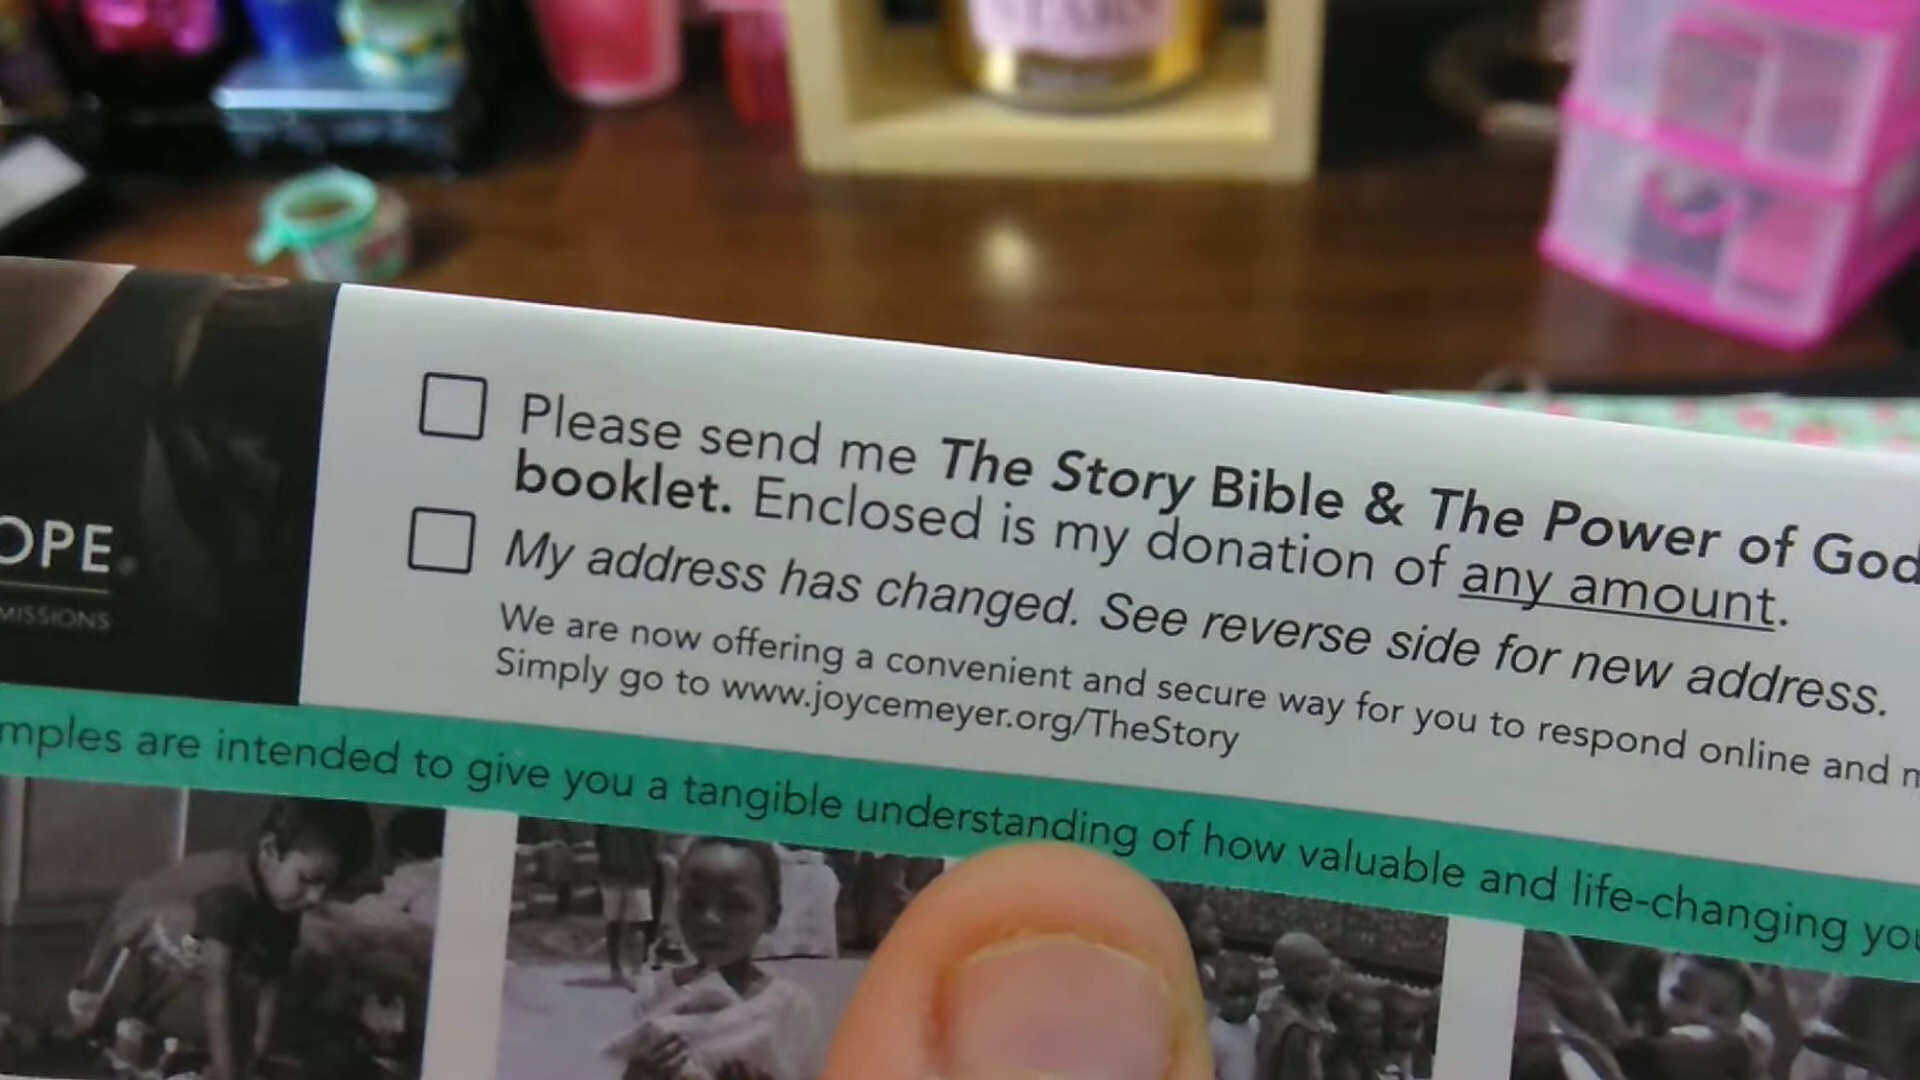 Please send me The Story Bible & The Power of God
booklet. Enclosed is my donation of any amount.
My address has changed. See reverse side for new address.
We are now offering a convenient and secure way for you to respond online and
Simply go to www.joycemeyer.org/TheStory
OPE.
MISSIONS
mples are intended to give you a tangible understanding of how valuable and life-changing you